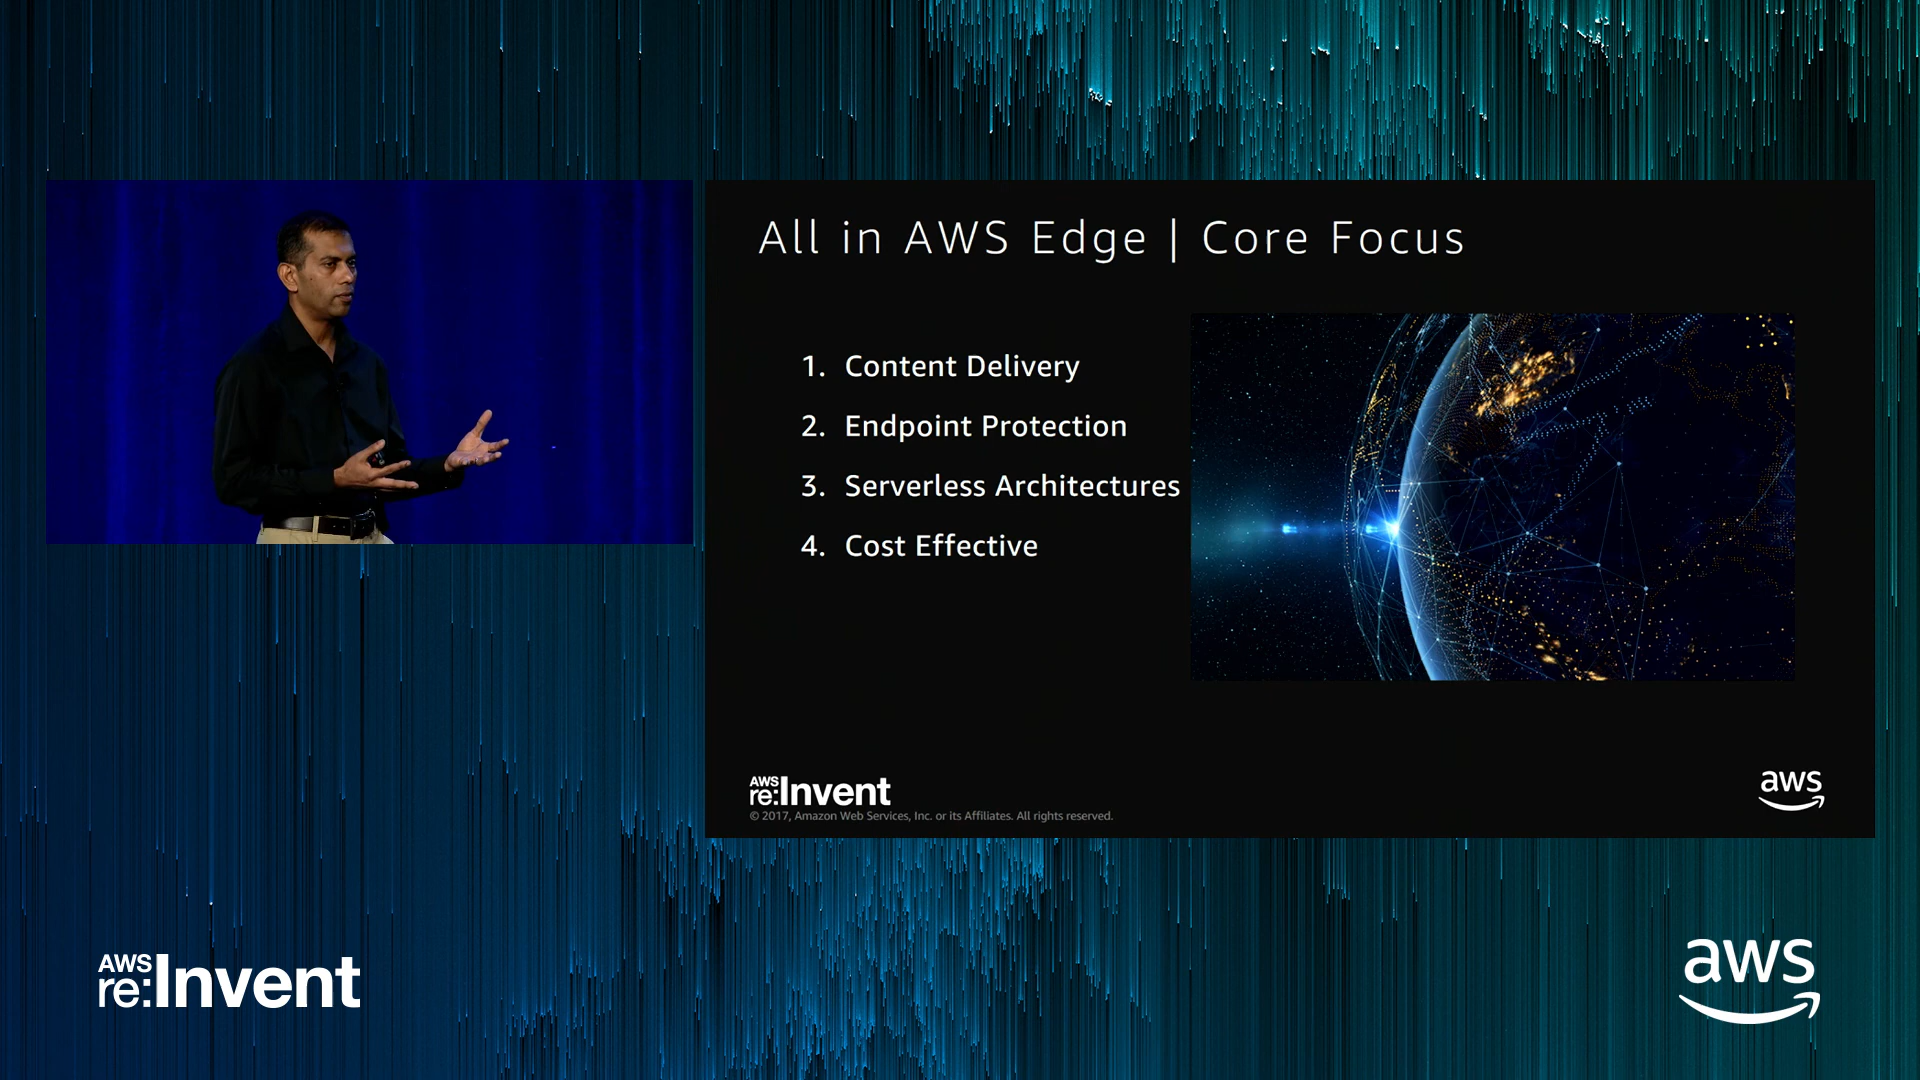 All in AWS Edge | Core Focus
1. Content Delivery
2. Endpoint Protection
3. Serverless Architectures
4. Cost Effective
AWS
re:Invent
© 2017, Amazon Web Services, Inc. or its Affiliates. All rights reserved.
aws
AWS
re:Invent
aws